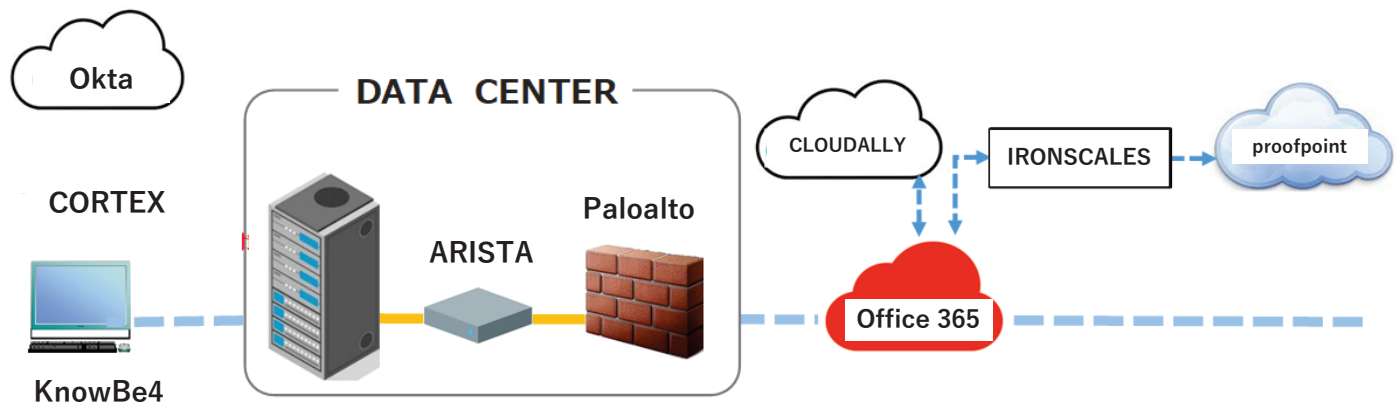 Okta
DATA CENTER
CLOUDALLY
IRONSCALES
proofpoint
CORTEX
Paloalto
ARISTA
Office 365
KnowBe4